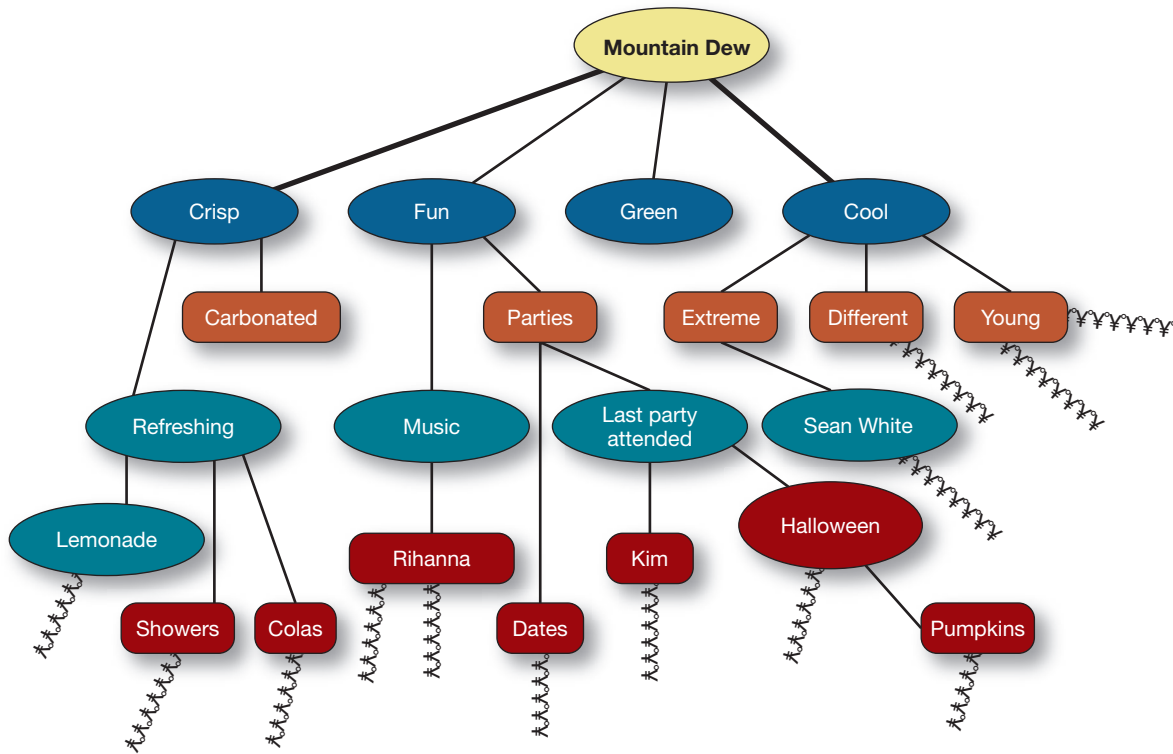 Mountain Dew
Crisp
Fun
Green
Cool
Carbonated
Parties
Extreme
Different
Young
Refreshing
Music
Last party
attended
Sean White
Lemonade
Rihanna
Kim
Halloween
Showers
Colas
Dates
Pumpkins